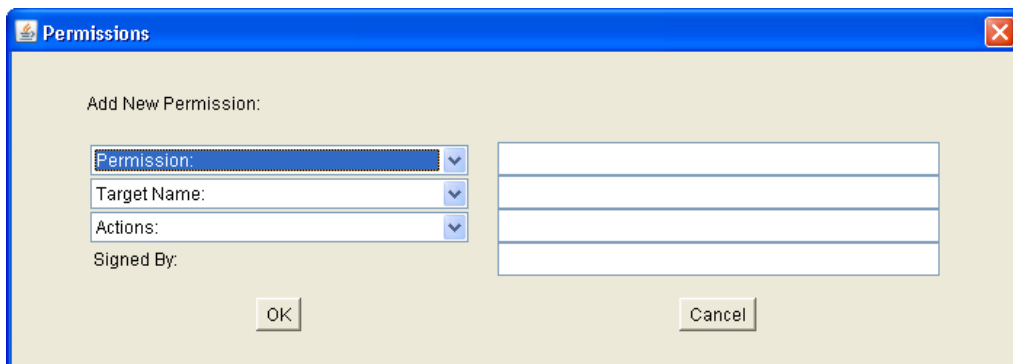 Permissions
Add New Permission:
Permission:
Target Name:
Actions:
Signed By:
OK Cancel